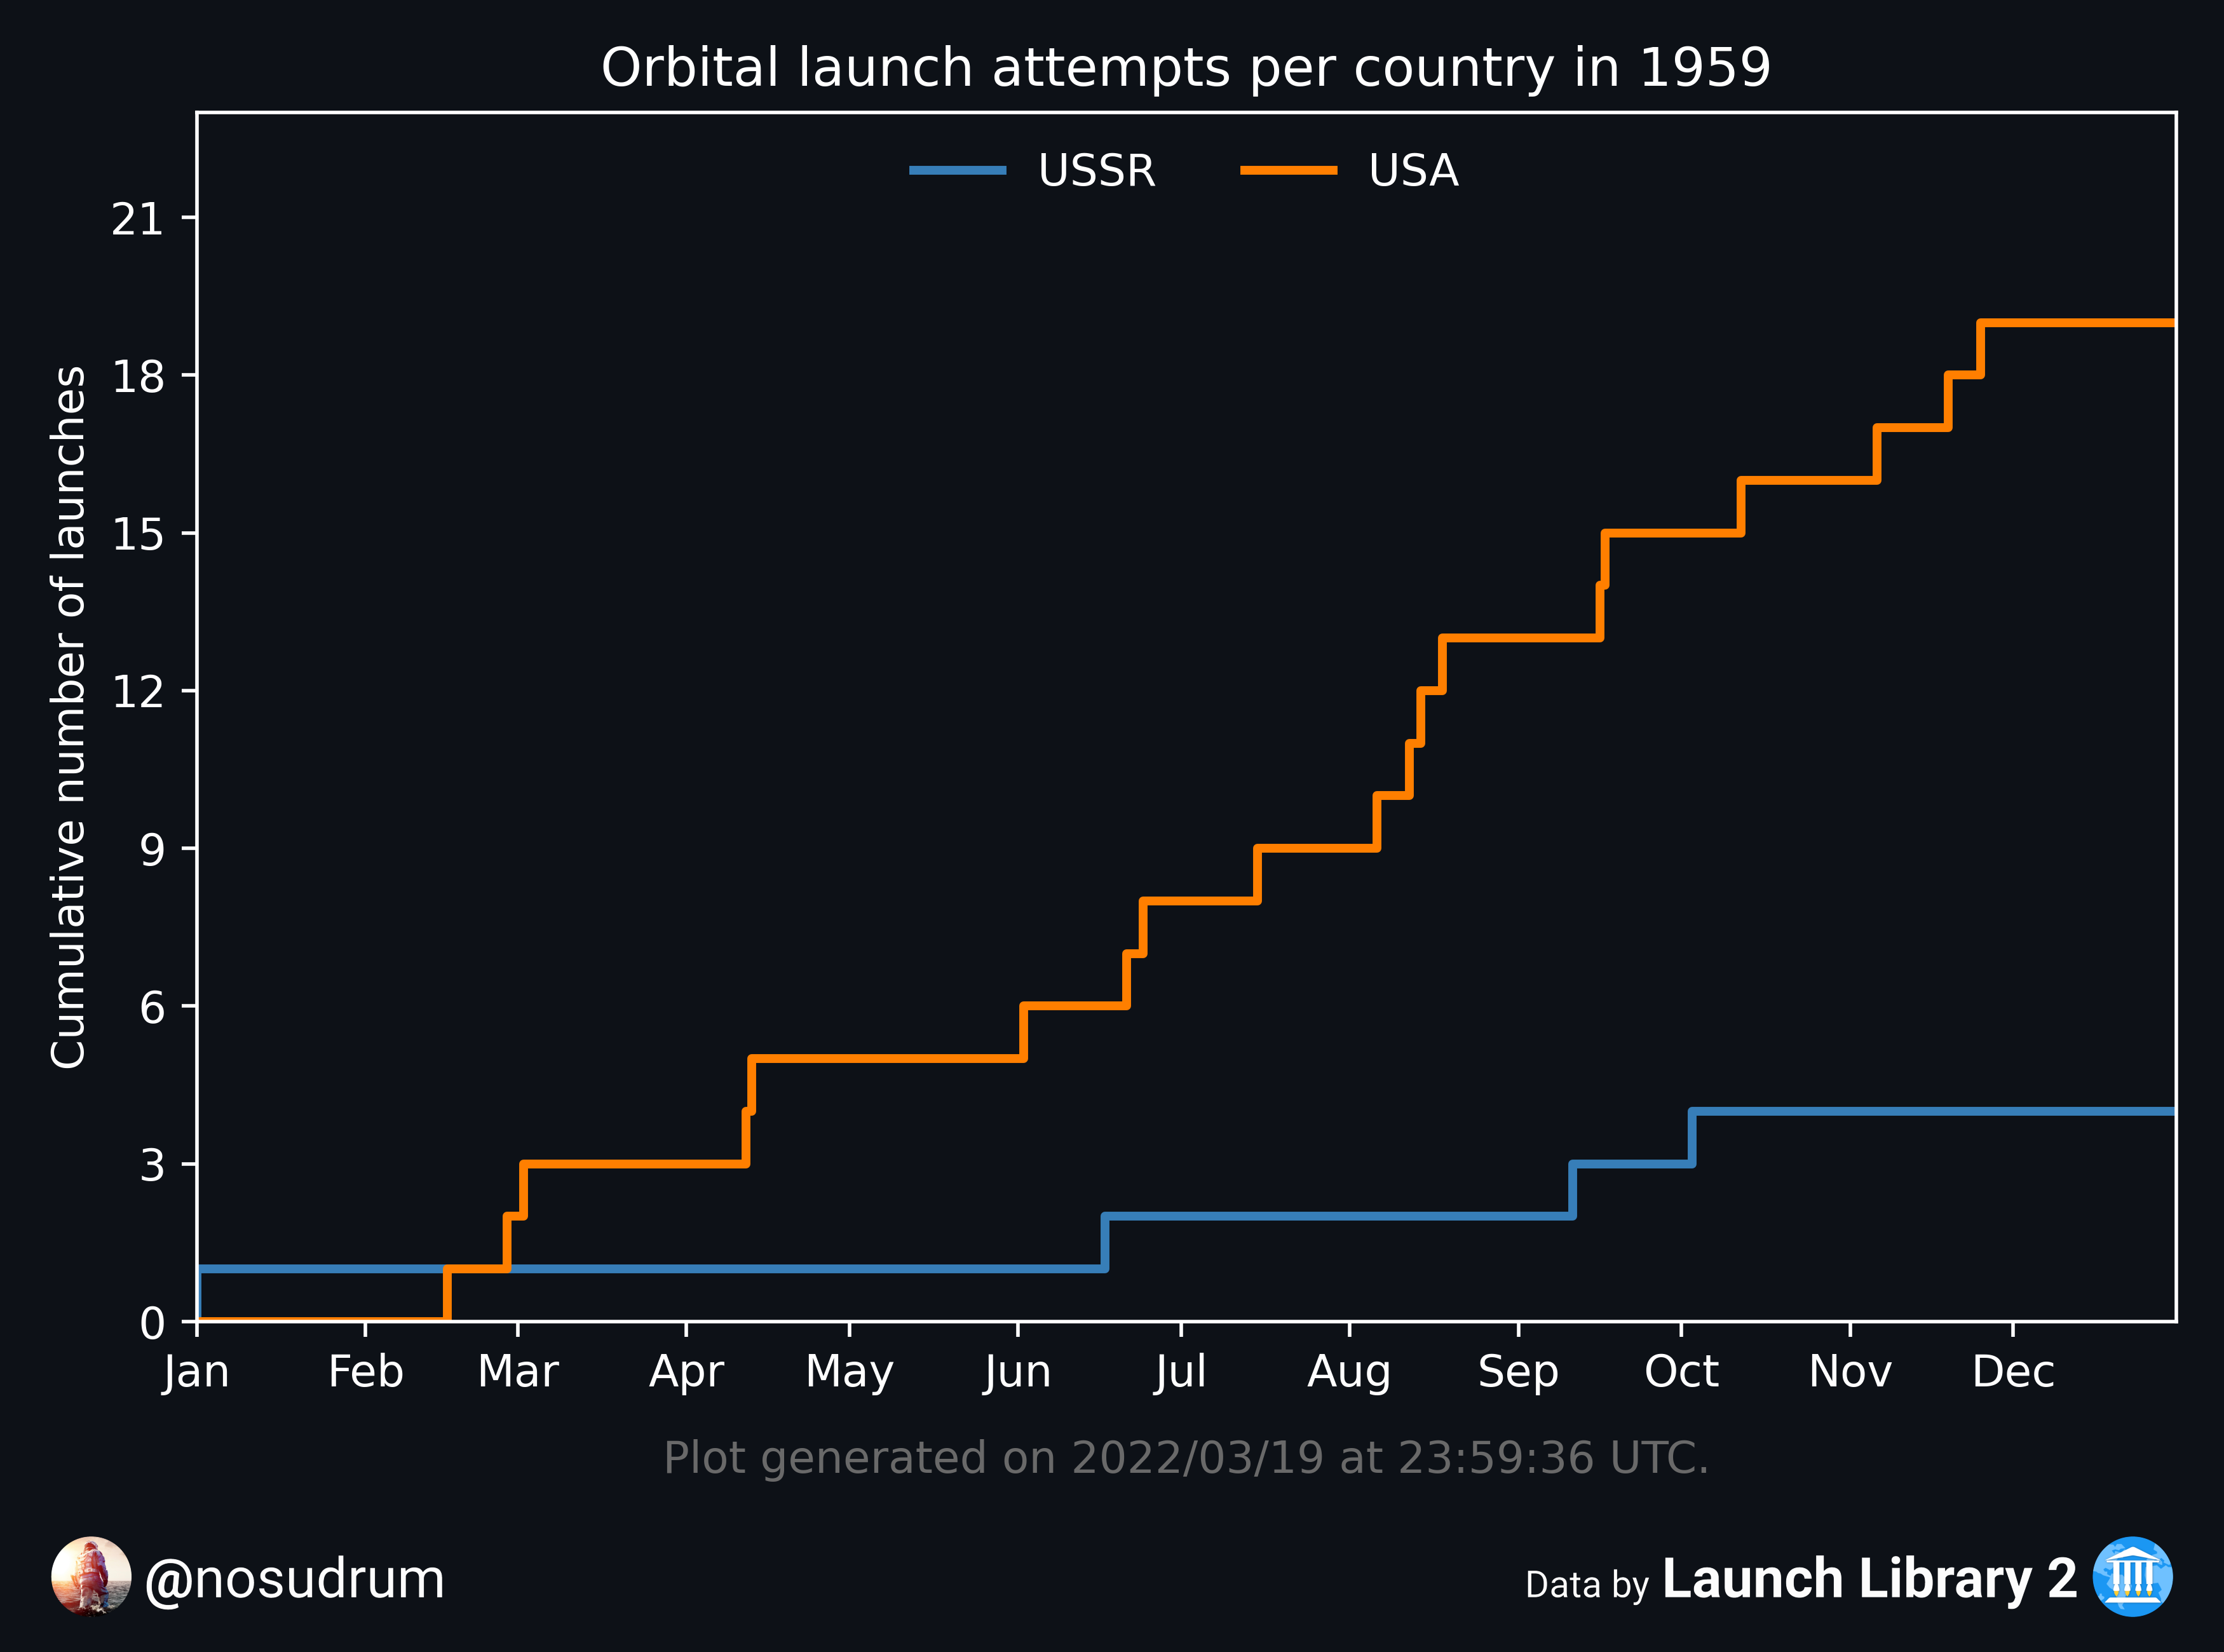 Orbital launch attempts per country in 1959
USSR
USA
Cumulative number of launches
21
18
15
12
9
6
3
0
Jan Feb Mar Apr May Jun Jul Aug Sep Oct Nov Dec
Plot generated on 2022/03/19 at 23:59:36 UTC.
@nosudrum
Data by Launch Library 2